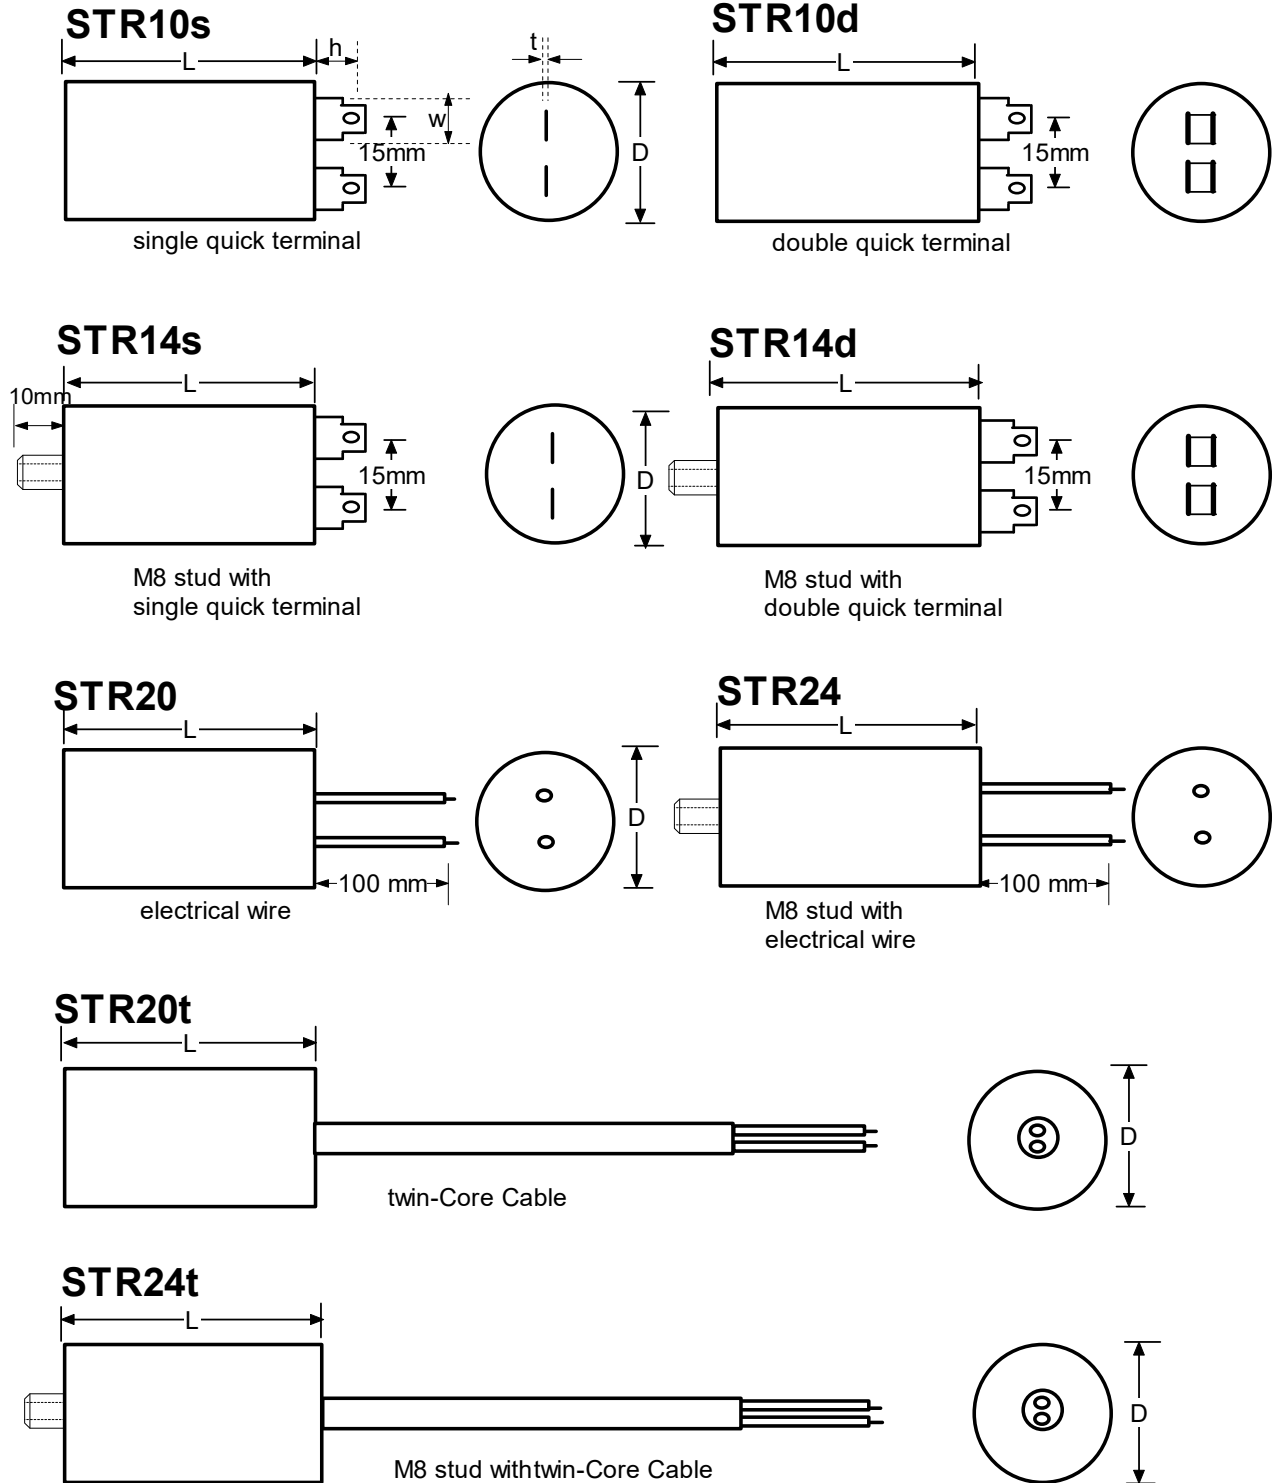 STR10s
STR10d
L
h
t
L
w
15mm
D
15mm
single quick terminal
double quick terminal
STR14s
STR14d
L
L
10mm
15mm
D
15mm
M8 stud with
single quick terminal
M8 stud with
double quick terminal
STR20
STR24
L
L
D
100 mm
100 mm
electrical wire
M8 stud with
electrical wire
STR20t
L
D
twin-Core Cable
STR24t
L
D
M8 stud withtwin-Core Cable